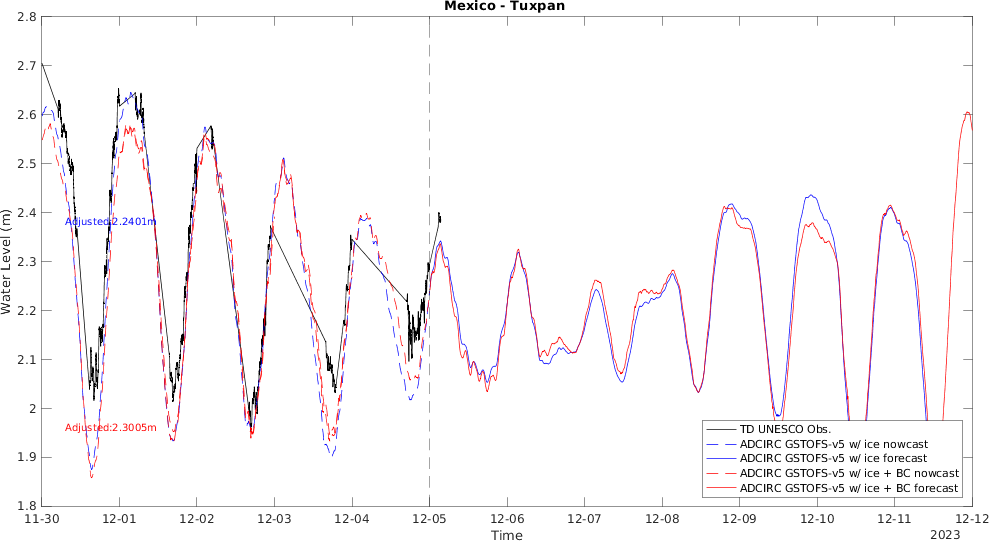 Mexico - Tuxpan
2.8
2.7
2.6
2.5
2.4
2.3
2.2
2.1
2
1.9
1.8
Water Level (m)
Adjusted:2.2401m
Adjusted:2.3005m
TD UNESCO Obs.
ADCIRC GSTOFS-v5 w/ ice nowcast
ADCIRC GSTOFS-v5 w/ ice forecast
ADCIRC GSTOFS-v5 w/ ice + BC nowcast
ADCIRC GSTOFS-v5 w/ ice + BC forecast
11-30 12-01 12-02 12-03 12-04 12-05 12-06 12-07 12-08 12-09 12-10 12-11 12-12
Time
2023